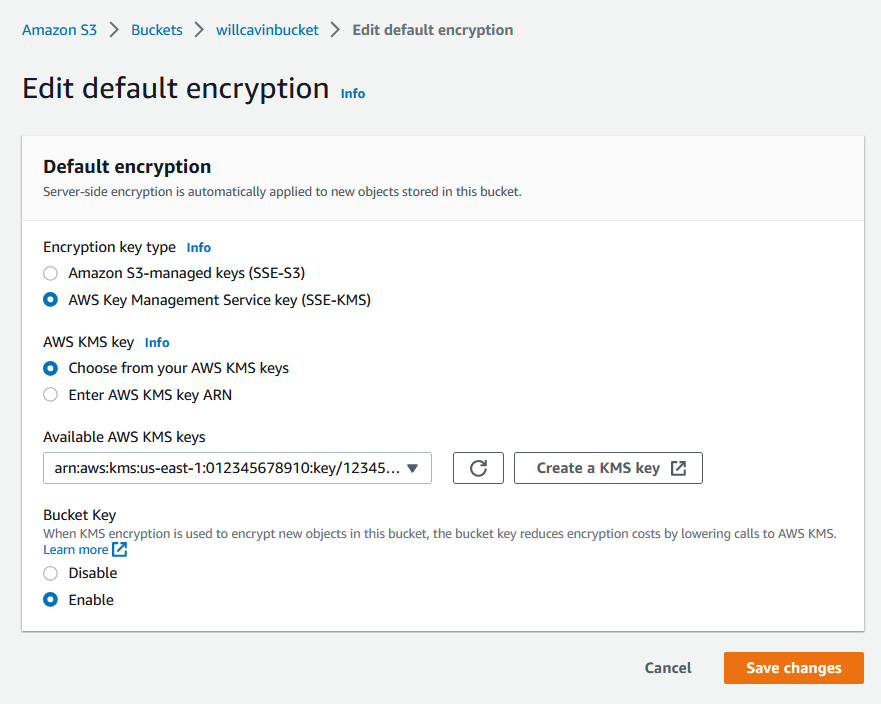 Amazon S3 > Buckets > willcavinbucket > Edit default encryption
Edit default encryption Info
Default encryption
Server-side encryption is automatically applied to new objects stored in this bucket.
Encryption key type Info
Amazon S3-managed keys (SSE-S3)
AWS Key Management Service key (SSE-KMS)
AWS KMS key Info
Choose from your AWS KMS keys
Enter AWS KMS key ARN
Available AWS KMS keys
arn:aws:kms:us-east-1:012345678910:key/12345... Create a KMS key
Bucket Key
When KMS encryption is used to encrypt new objects in this bucket, the bucket key reduces encryption costs by lowering calls to AWS KMS.
Learn more
Disable
Enable
Cancel Save changes